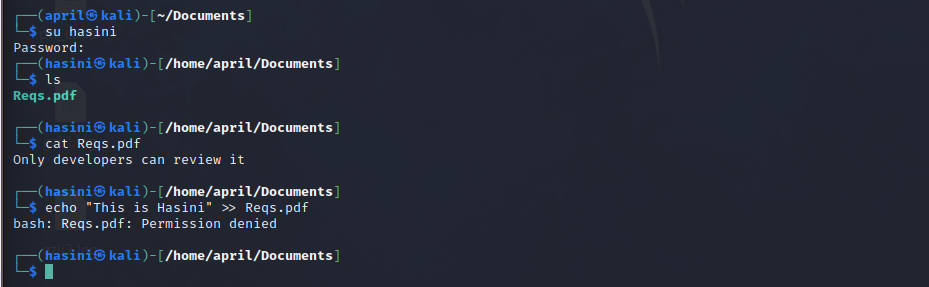 ┌──(april㉿kali)-[~/Documents]
└─$ su hasini
Password:
┌──(hasini㉿kali)-[/home/april/Documents]
└─$ ls
Reqs.pdf
┌──(hasini㉿kali)-[/home/april/Documents]
└─$ cat Reqs.pdf
Only developers can review it
┌──(hasini㉿kali)-[/home/april/Documents]
└─$ echo "This is Hasini" >> Reqs.pdf
bash: Reqs.pdf: Permission denied
┌──(hasini㉿kali)-[/home/april/Documents]
└─$